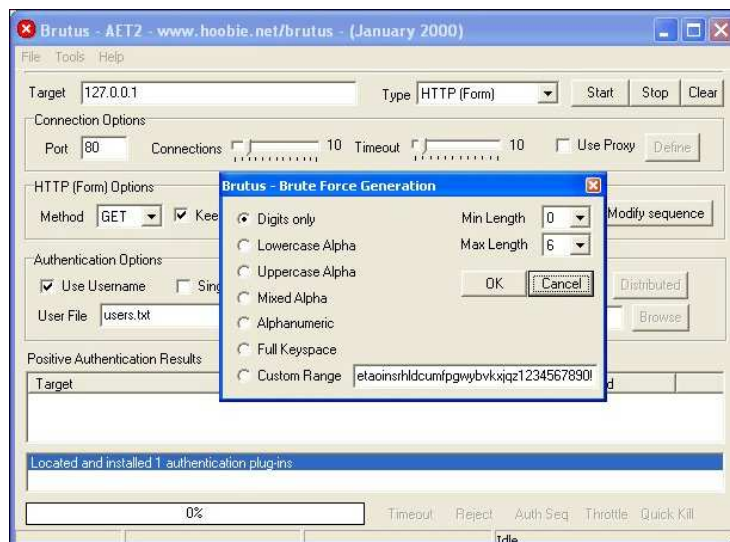 Brutus - AET2 - www.hoobie.net/brutus - (January 2000)
File Tools Help
Target 127.0.0.1 Type HTTP (Form) Start Stop Clear
Connection Options
Port 80 Connections 10 Timeout 10 Use Proxy Define
HTTP (Form) Options
Method GET Kee Modify sequence
Brutus - Brute Force Generation
Digits only Min Length 0
Lowercase Alpha Max Length 6
Uppercase Alpha
OK Cancel
Mixed Alpha
Alphanumeric
Full Keyspace
Custom Range etaoinsrhldcumfpgwybvkxjqz1234567890!
Authentication Options
Use Username Sing Distributed
User File users.txt Browse
Positive Authentication Results
Target d
Located and installed 1 authentication plug-ins
0% Timeout Reject Auth Seq Throttle Quick Kill
Idle